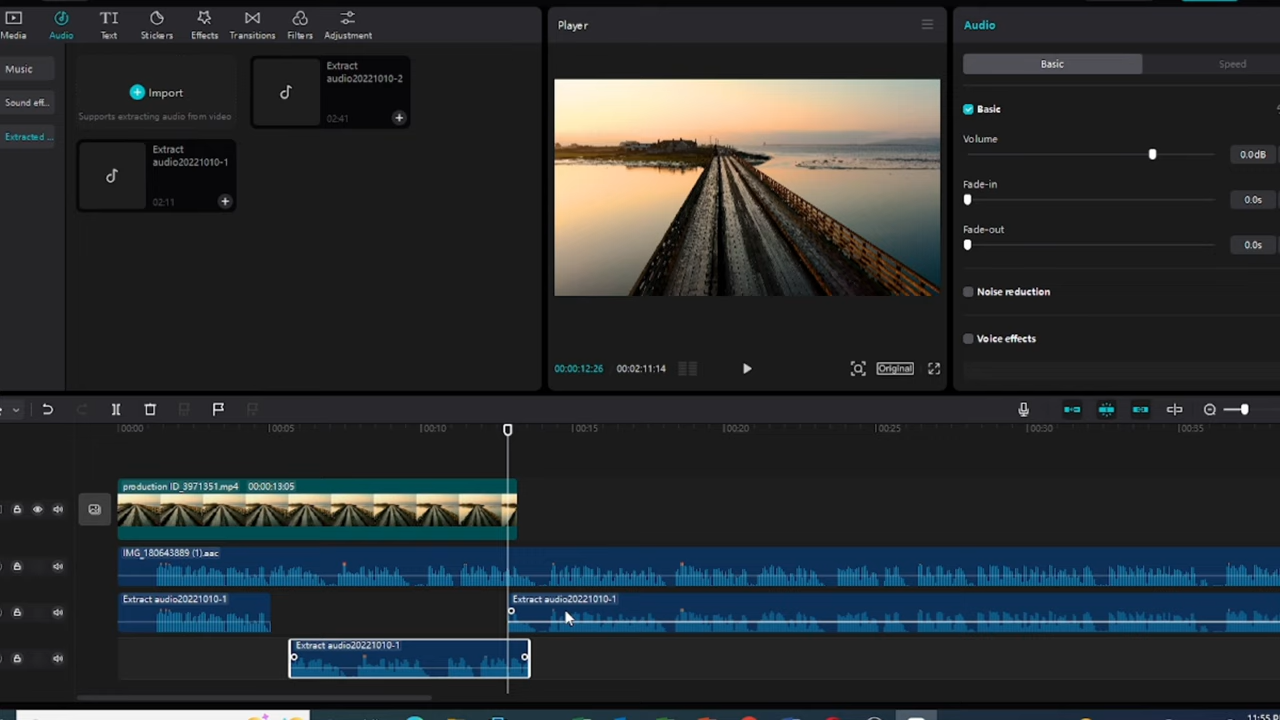 Media
Audio
Text
Stickers
Effects
Transitions
Filters
Adjustment
Music
Sound eff..
Extracted ...
Import
Supports extracting audio from video
Extract
audio20221010-2
02:41
Extract
audio20221010-1
02:11
Player
00:00:12:26
00:02:11:14
Original
Audio
Basic
Speed
Basic
Volume
0.0dB
Fade-in
0.0s
Fade-out
0.0s
Noise reduction
Voice effects
00:00
00:05
00:10
00:15
00:20
00:25
00:30
00:35
production ID_3971351.mp4 00:00:13:05
IMG_180643889 (1).aac
Extract audio20221010-1
Extract audio20221010-1
Extract audio20221010-1